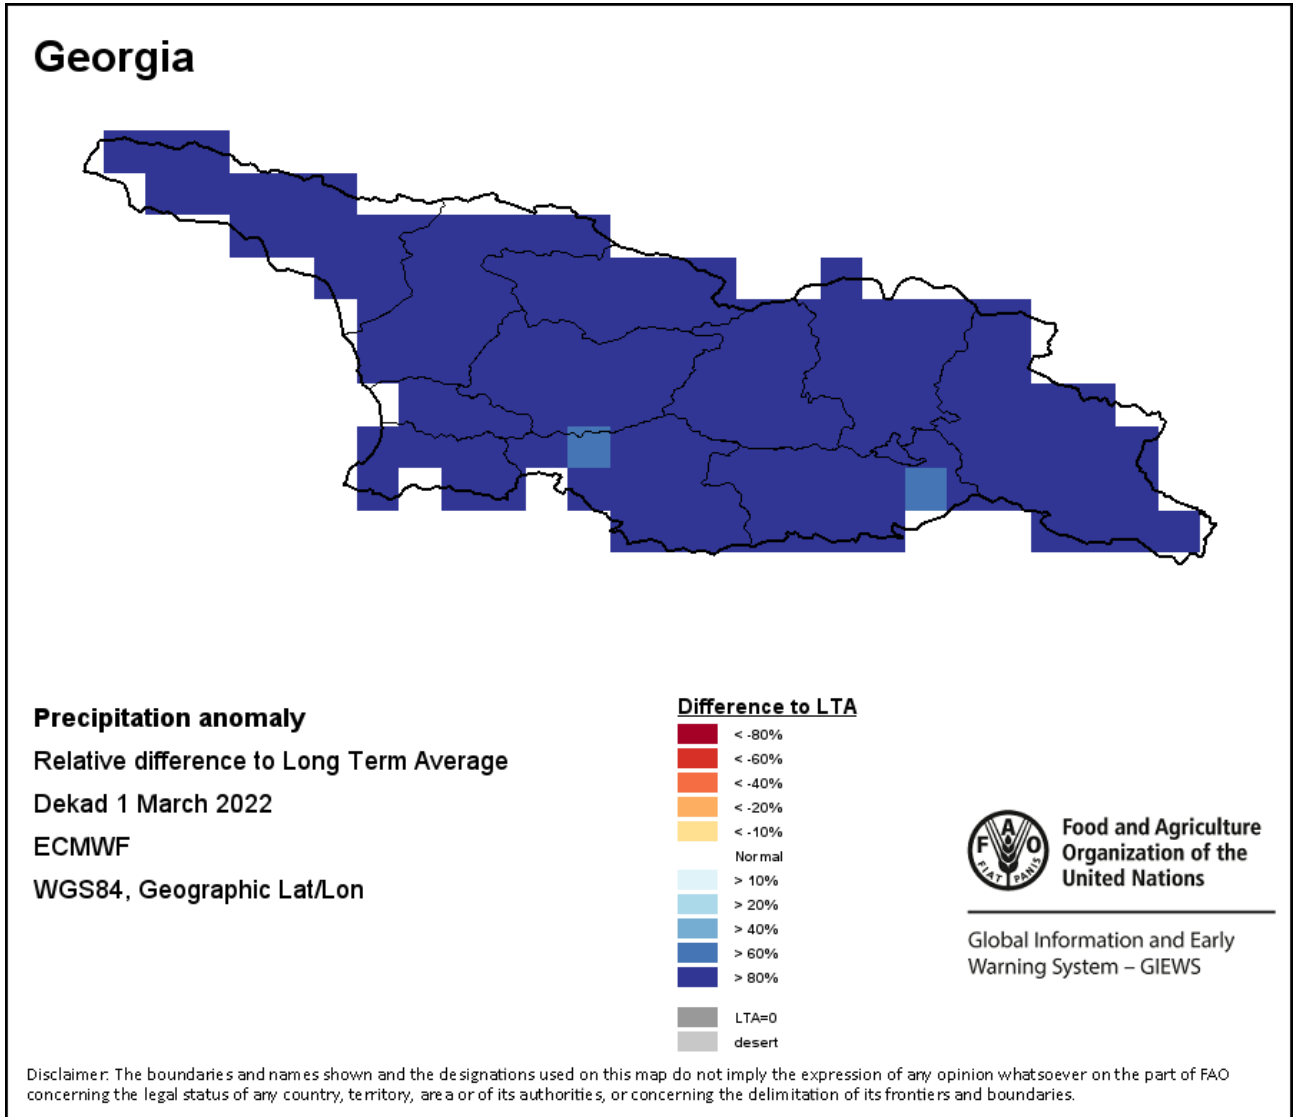 Georgia
Precipitation anomaly
Relative difference to Long Term Average
Dekad 1 March 2022
ECMWF
WGS84, Geographic Lat/Lon
Difference to LTA
< -80%
< -60%
< -40%
< -20%
< -10%
Normal
> 10%
> 20%
> 40%
> 60%
> 80%
LTA=0
desert
F A O
FIAT PANIS
Food and Agriculture
Organization of the
United Nations
Global Information and Early
Warning System – GIEWS
Disclaimer: The boundaries and names shown and the designations used on this map do not imply the expression of any opinion whatsoever on the part of FAO
concerning the legal status of any country, territory, area or of its authorities, or concerning the delimitation of its frontiers and boundaries.